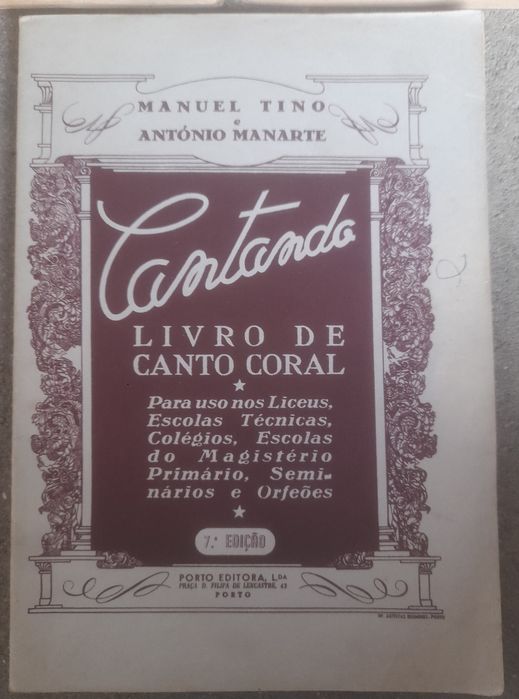 MANUEL TINO
e
ANTÓNIO MANARTE
Cantando
LIVRO DE
CANTO CORAL
Para uso nos Liceus,
Escolas Técnicas,
Colégios, Escolas
do Magistério
Primário, Semi-
nários e Orfeões
7.ª EDIÇÃO
PORTO EDITORA, L.DA
PRAÇA D. FILIPA DE LENCASTRE, 42
PORTO